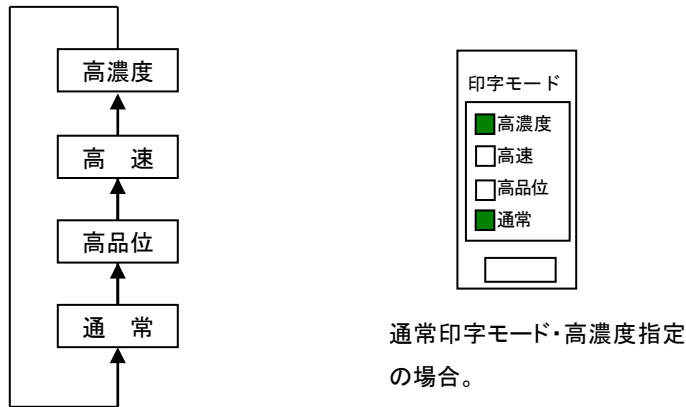 高濃度
高　速
高品位
通　常
印字モード
高濃度
高速
高品位
通常
通常印字モード・高濃度指定
の場合。